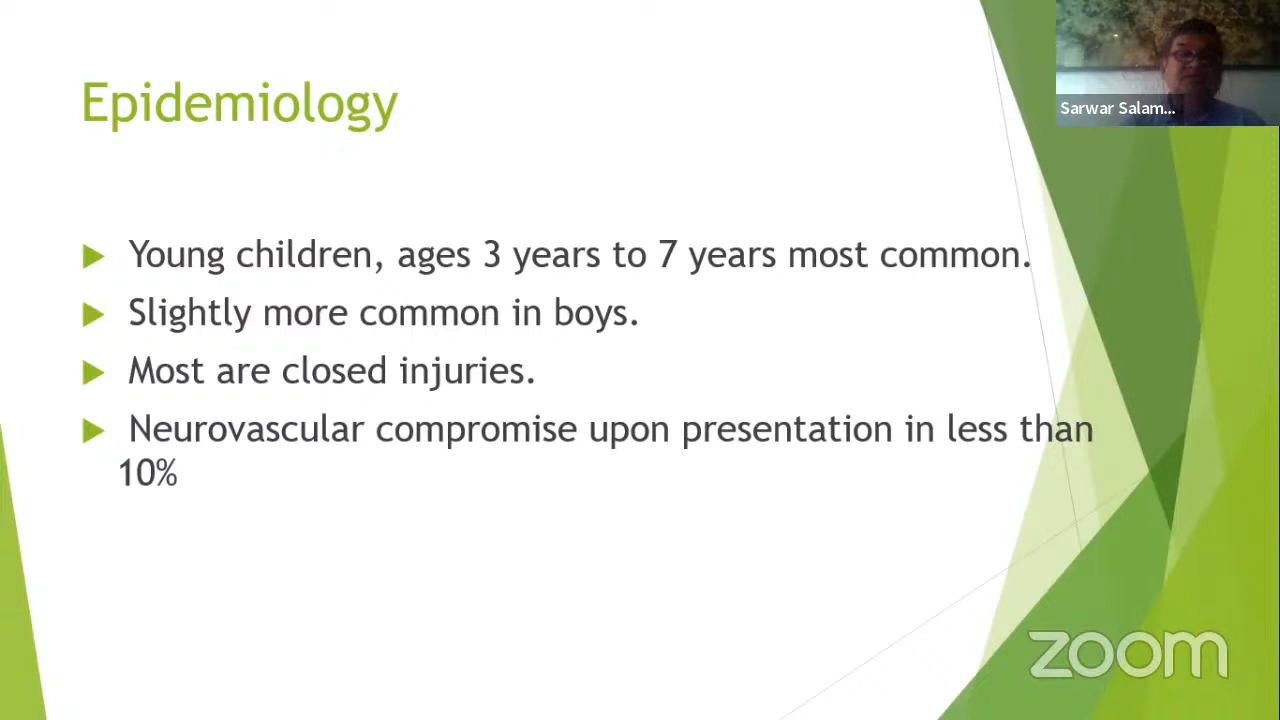 Epidemiology
Sarwar Salam...
Young children, ages 3 years to 7 years most common.
Slightly more common in boys.
Most are closed injuries.
Neurovascular compromise upon presentation in less than
10%
zoom